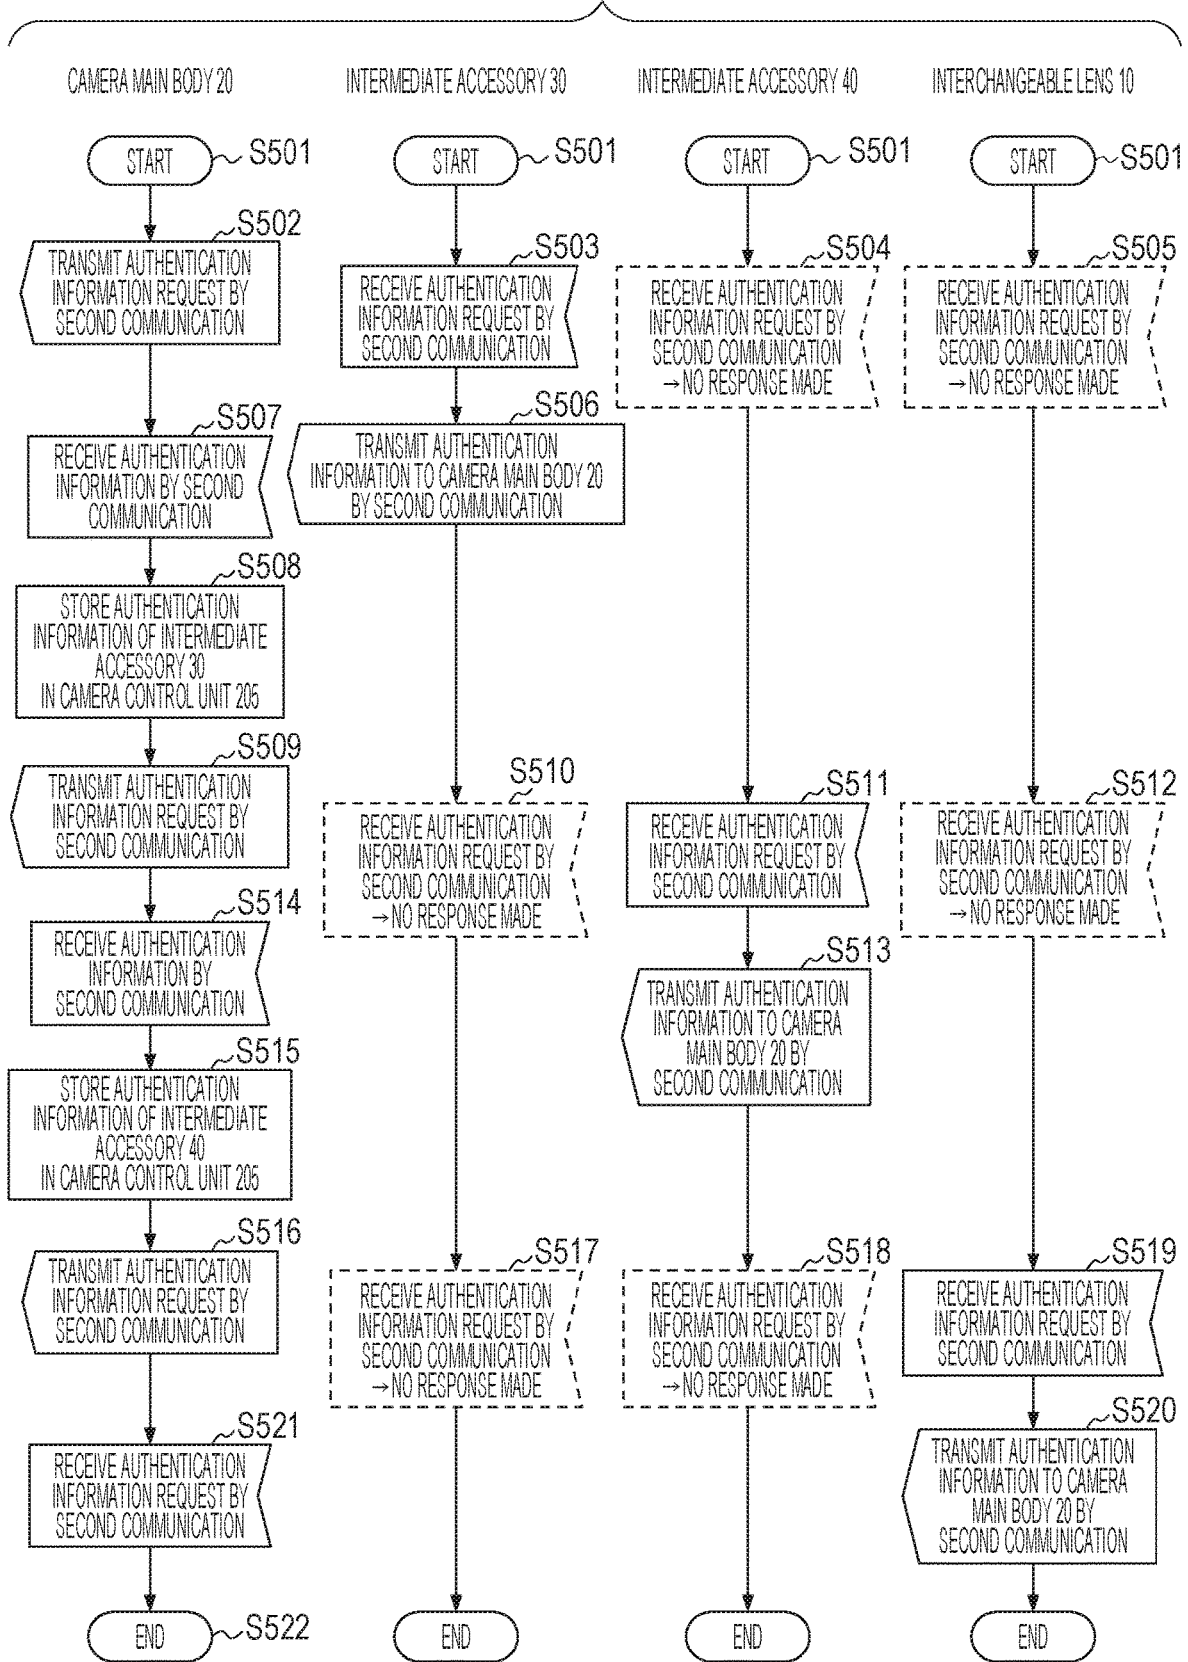 CAMERA MAIN BODY 20
INTERMEDIATE ACCESSORY 30
INTERMEDIATE ACCESSORY 40
INTERCHANGEABLE LENS 10
START
S501
START
S501
START
S501
START
S501
S502
TRANSMIT AUTHENTICATION
INFORMATION REQUEST BY
SECOND COMMUNICATION
S503
RECEIVE AUTHENTICATION
INFORMATION REQUEST BY
SECOND COMMUNICATION
S504
RECEIVE AUTHENTICATION
INFORMATION REQUEST BY
SECOND COMMUNICATION
→NO RESPONSE MADE
S505
RECEIVE AUTHENTICATION
INFORMATION REQUEST BY
SECOND COMMUNICATION
→NO RESPONSE MADE
S506
TRANSMIT AUTHENTICATION
INFORMATION TO CAMERA MAIN BODY 20
BY SECOND COMMUNICATION
S507
RECEIVE AUTHENTICATION
INFORMATION BY SECOND
COMMUNICATION
S508
STORE AUTHENTICATION
INFORMATION OF INTERMEDIATE
ACCESSORY 30
IN CAMERA CONTROL UNIT 205
S509
TRANSMIT AUTHENTICATION
INFORMATION REQUEST BY
SECOND COMMUNICATION
S510
RECEIVE AUTHENTICATION
INFORMATION REQUEST BY
SECOND COMMUNICATION
→NO RESPONSE MADE
S511
RECEIVE AUTHENTICATION
INFORMATION REQUEST BY
SECOND COMMUNICATION
S512
RECEIVE AUTHENTICATION
INFORMATION REQUEST BY
SECOND COMMUNICATION
→NO RESPONSE MADE
S513
TRANSMIT AUTHENTICATION
INFORMATION TO CAMERA
MAIN BODY 20 BY
SECOND COMMUNICATION
S514
RECEIVE AUTHENTICATION
INFORMATION BY
SECOND COMMUNICATION
S515
STORE AUTHENTICATION
INFORMATION OF INTERMEDIATE
ACCESSORY 40
IN CAMERA CONTROL UNIT 205
S516
TRANSMIT AUTHENTICATION
INFORMATION REQUEST BY
SECOND COMMUNICATION
S517
RECEIVE AUTHENTICATION
INFORMATION REQUEST BY
SECOND COMMUNICATION
→NO RESPONSE MADE
S518
RECEIVE AUTHENTICATION
INFORMATION REQUEST BY
SECOND COMMUNICATION
→NO RESPONSE MADE
S519
RECEIVE AUTHENTICATION
INFORMATION REQUEST BY
SECOND COMMUNICATION
S520
TRANSMIT AUTHENTICATION
INFORMATION TO CAMERA
MAIN BODY 20 BY
SECOND COMMUNICATION
S521
RECEIVE AUTHENTICATION
INFORMATION REQUEST BY
SECOND COMMUNICATION
END
S522
END
END
END